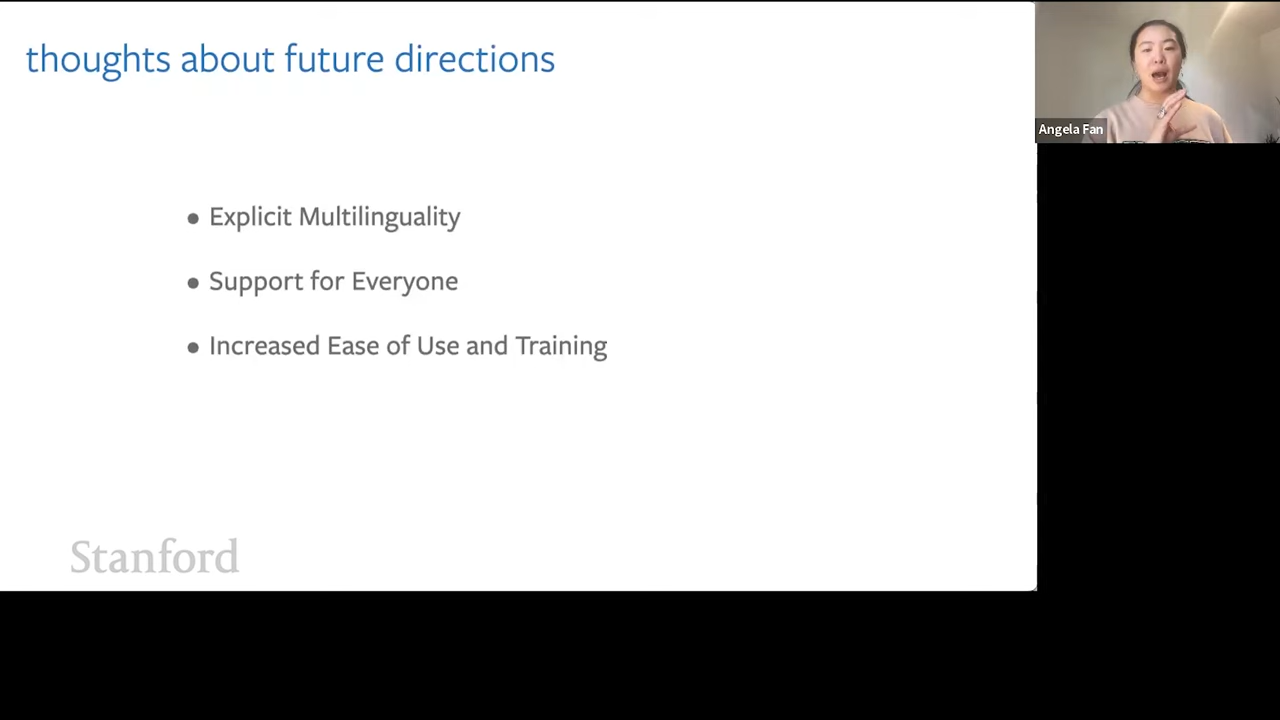 thoughts about future directions
Angela Fan
● Explicit Multilinguality
● Support for Everyone
● Increased Ease of Use and Training
Stanford